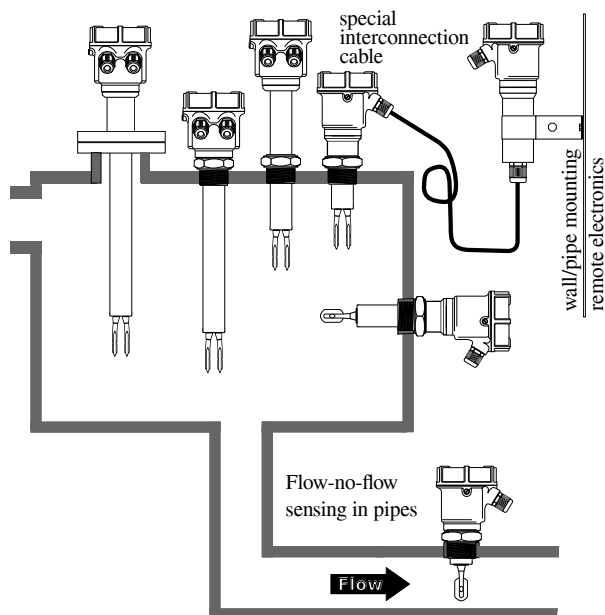 special
interconnection
cable
wall/pipe mounting
remote electronics
Flow-no-flow
sensing in pipes
Flow